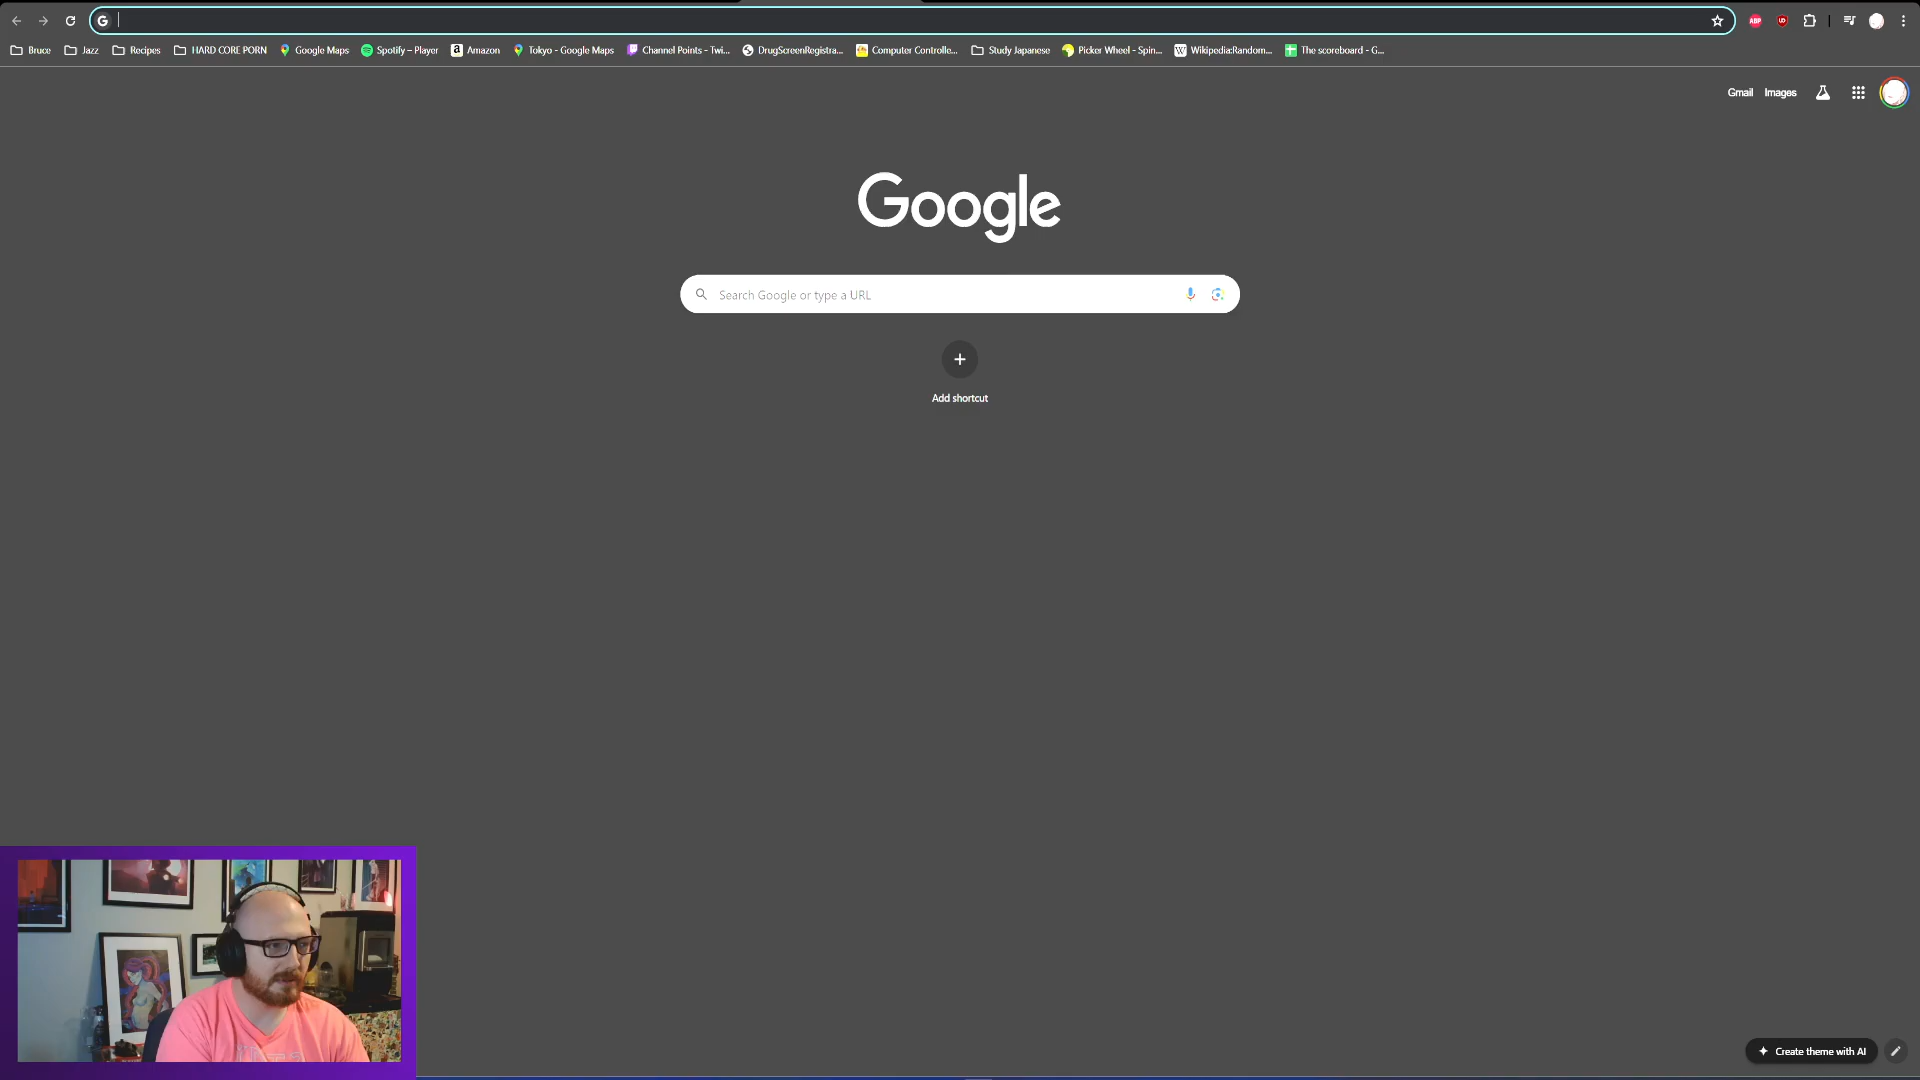 Bruce Jazz Recipes HARD CORE PORN Google Maps Spotify – Player Amazon Tokyo - Google Maps Channel Points - Twi... DrugScreenRegistra... Computer Controlle... Study Japanese Picker Wheel - Spin... Wikipedia:Random... The scoreboard - G...
Gmail Images
Google
Search Google or type a URL
Add shortcut
Create theme with AI